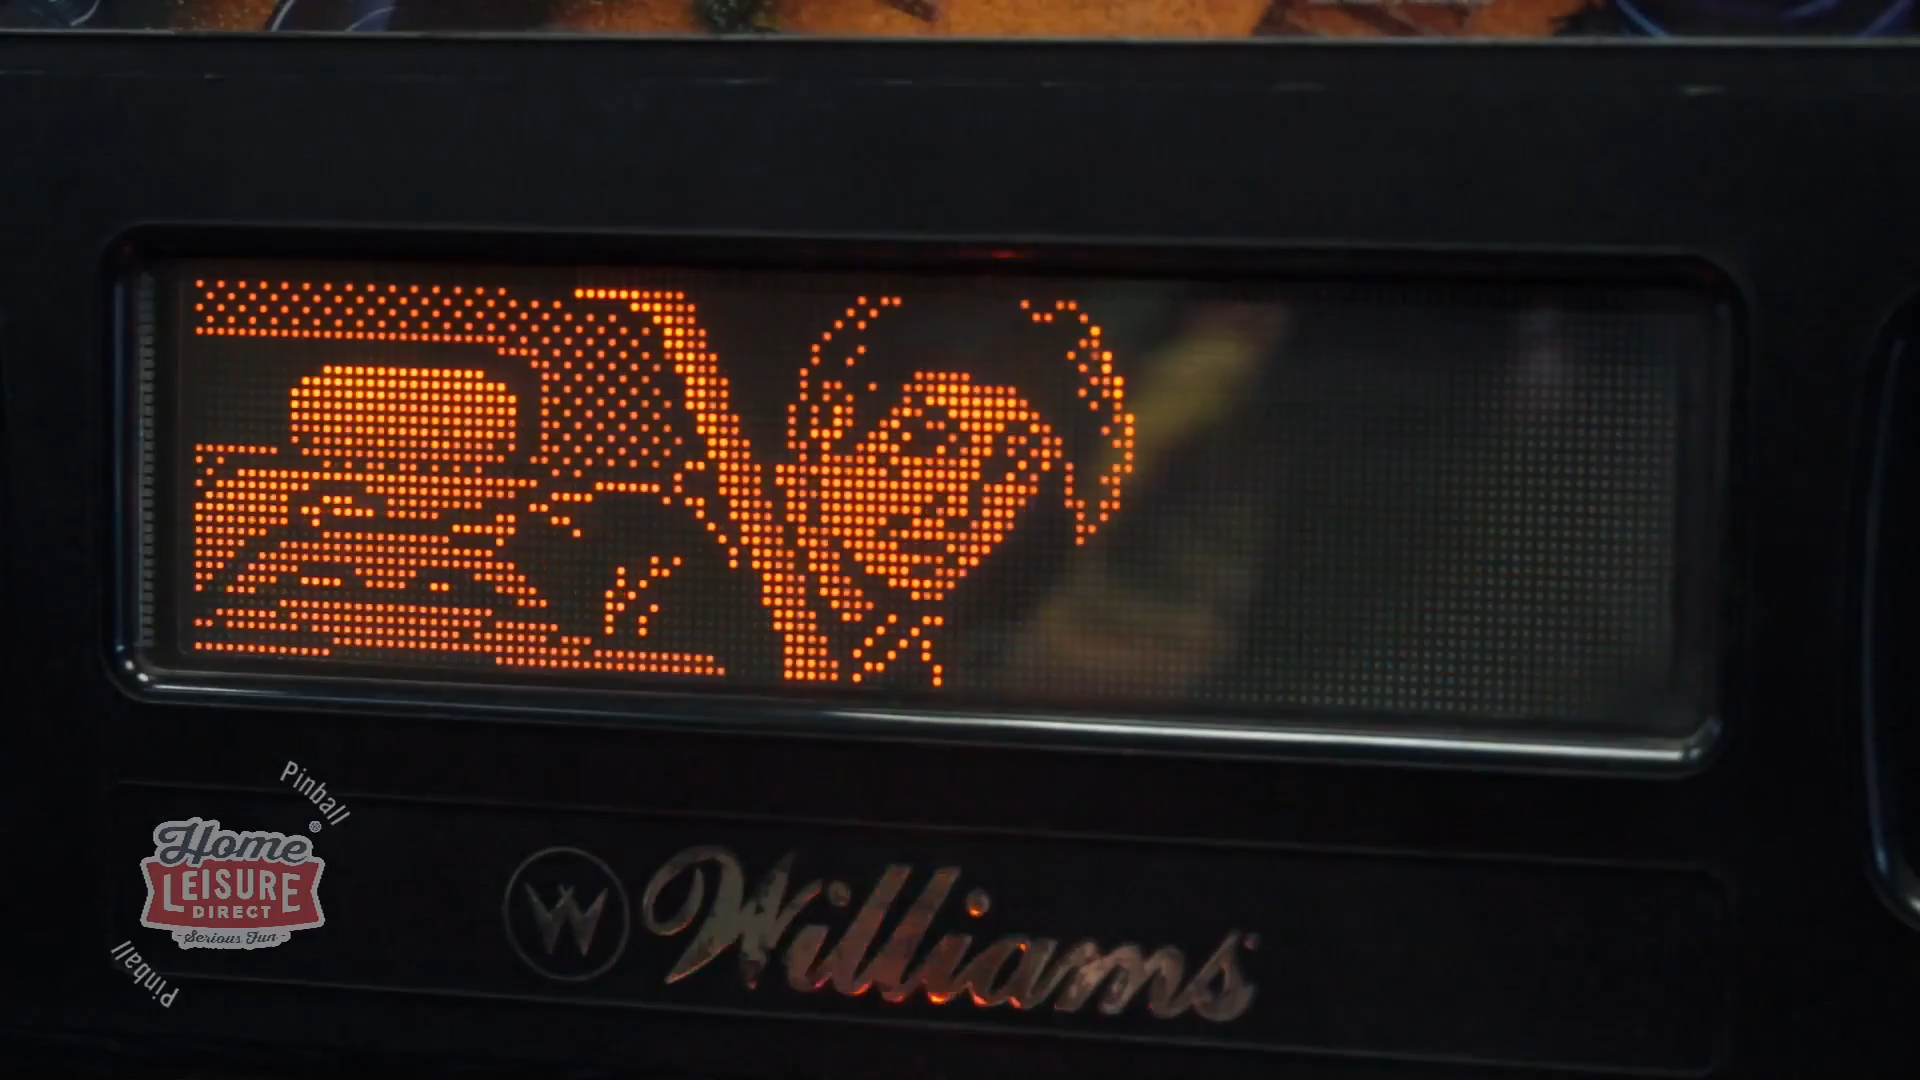 Pinball
Home®
LEISURE
DIRECT
-Serious Fun-
Pinball
W Williams